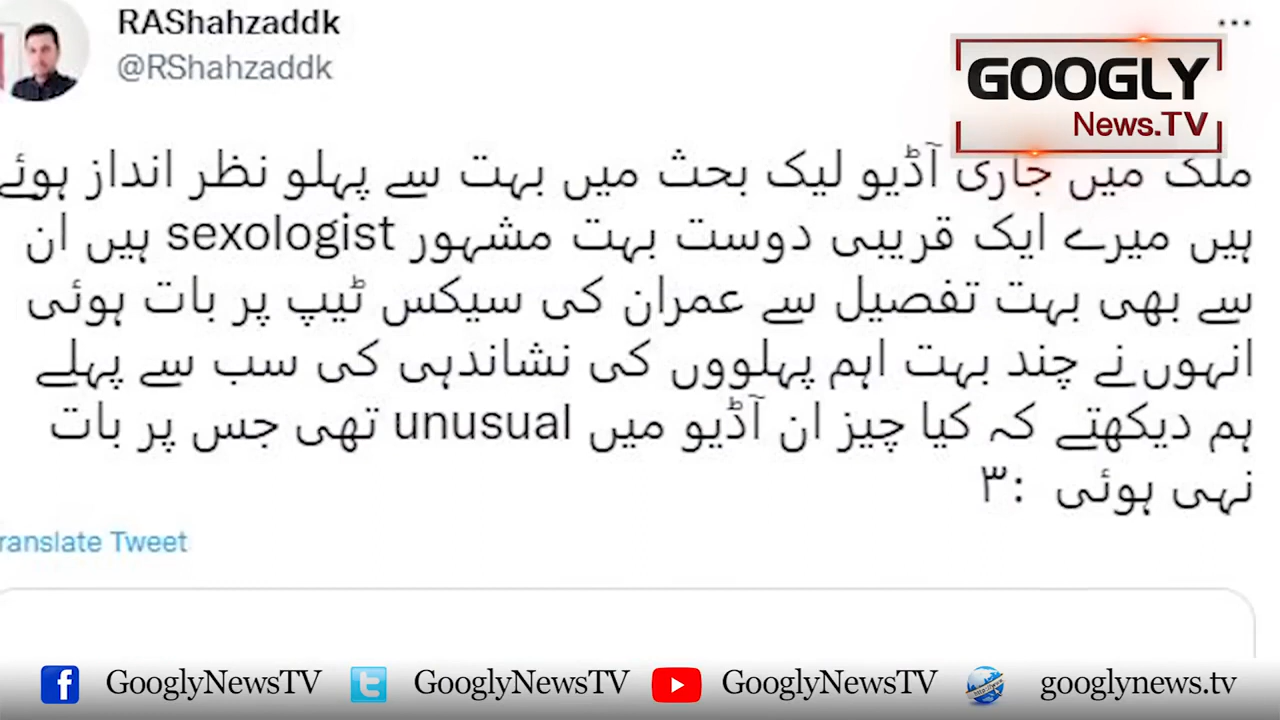 RAShahzaddk
@RShahzaddk
GOOGLY
News.TV
ملک میں جاری آڈیو لیک بحث میں بہت سے پہلو نظر انداز ہوئے
ہیں میرے ایک قریبی دوست بہت مشہور sexologist ہیں ان
سے بھی بہت تفصیل سے عمران کی سیکس ٹیپ پر بات ہوئی
انہوں نے چند بہت اہم پہلووں کی نشاندہی کی سب سے پہلے
ہم دیکھتے کہ کیا چیز ان آڈیو میں unusual تھی جس پر بات
نہی ہوئی :۳
ranslate Tweet
GooglyNewsTV GooglyNewsTV GooglyNewsTV googlynews.tv